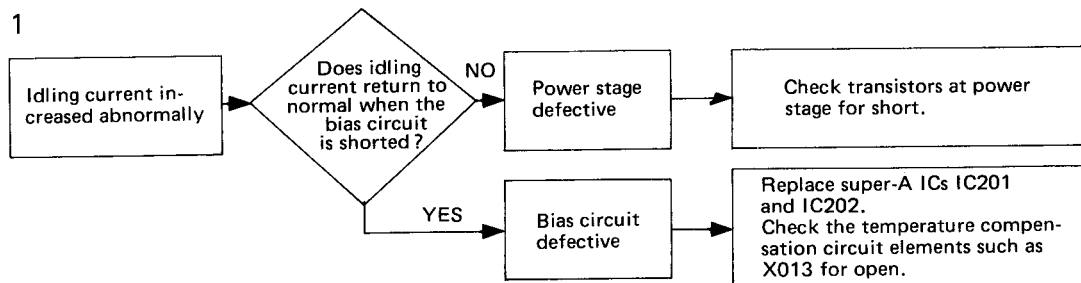 1
Idling current in-
creased abnormally
Does idling
current return to
normal when the
bias circuit
is shorted?
NO
Power stage
defective
Check transistors at power
stage for short.
YES
Bias circuit
defective
Replace super-A ICs IC201
and IC202.
Check the temperature compen-
sation circuit elements such as
X013 for open.